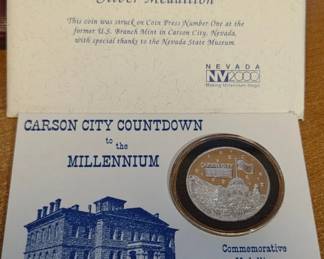 Silver Medallion
This coin was struck on Coin Press Number One at the
former U.S. Branch Mint in Carson City, Nevada,
with special thanks to the Nevada State Museum.
NEVADA
NV2000
Making Millennium Magic
CARSON CITY COUNTDOWN
to the
MILLENNIUM
Commemorative